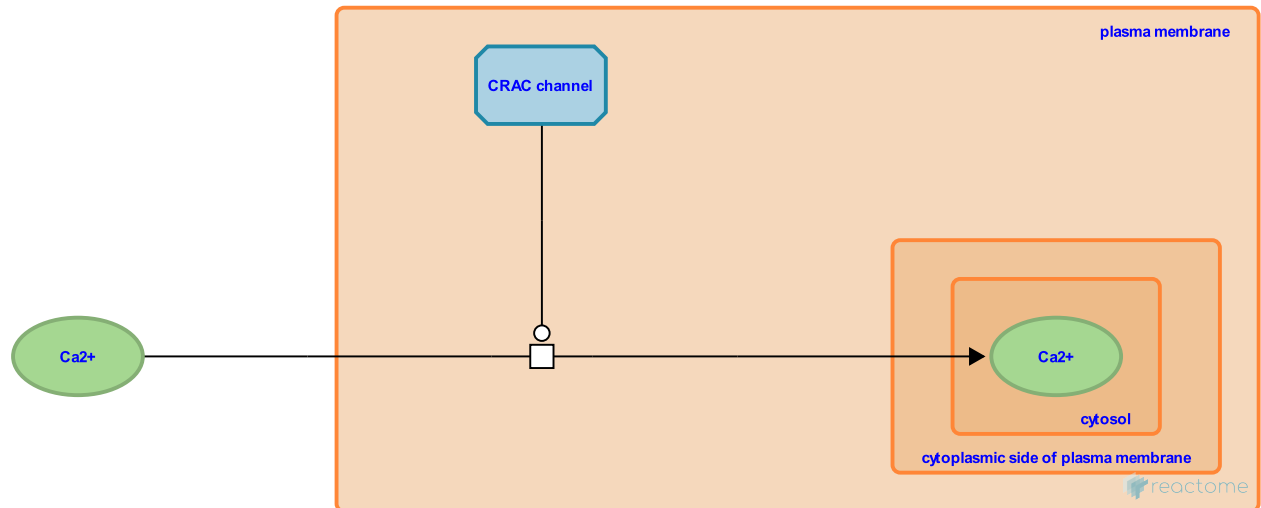 plasma membrane
CRAC channel
Ca2+
Ca2+
cytosol
cytoplasmic side of plasma membrane
reactome